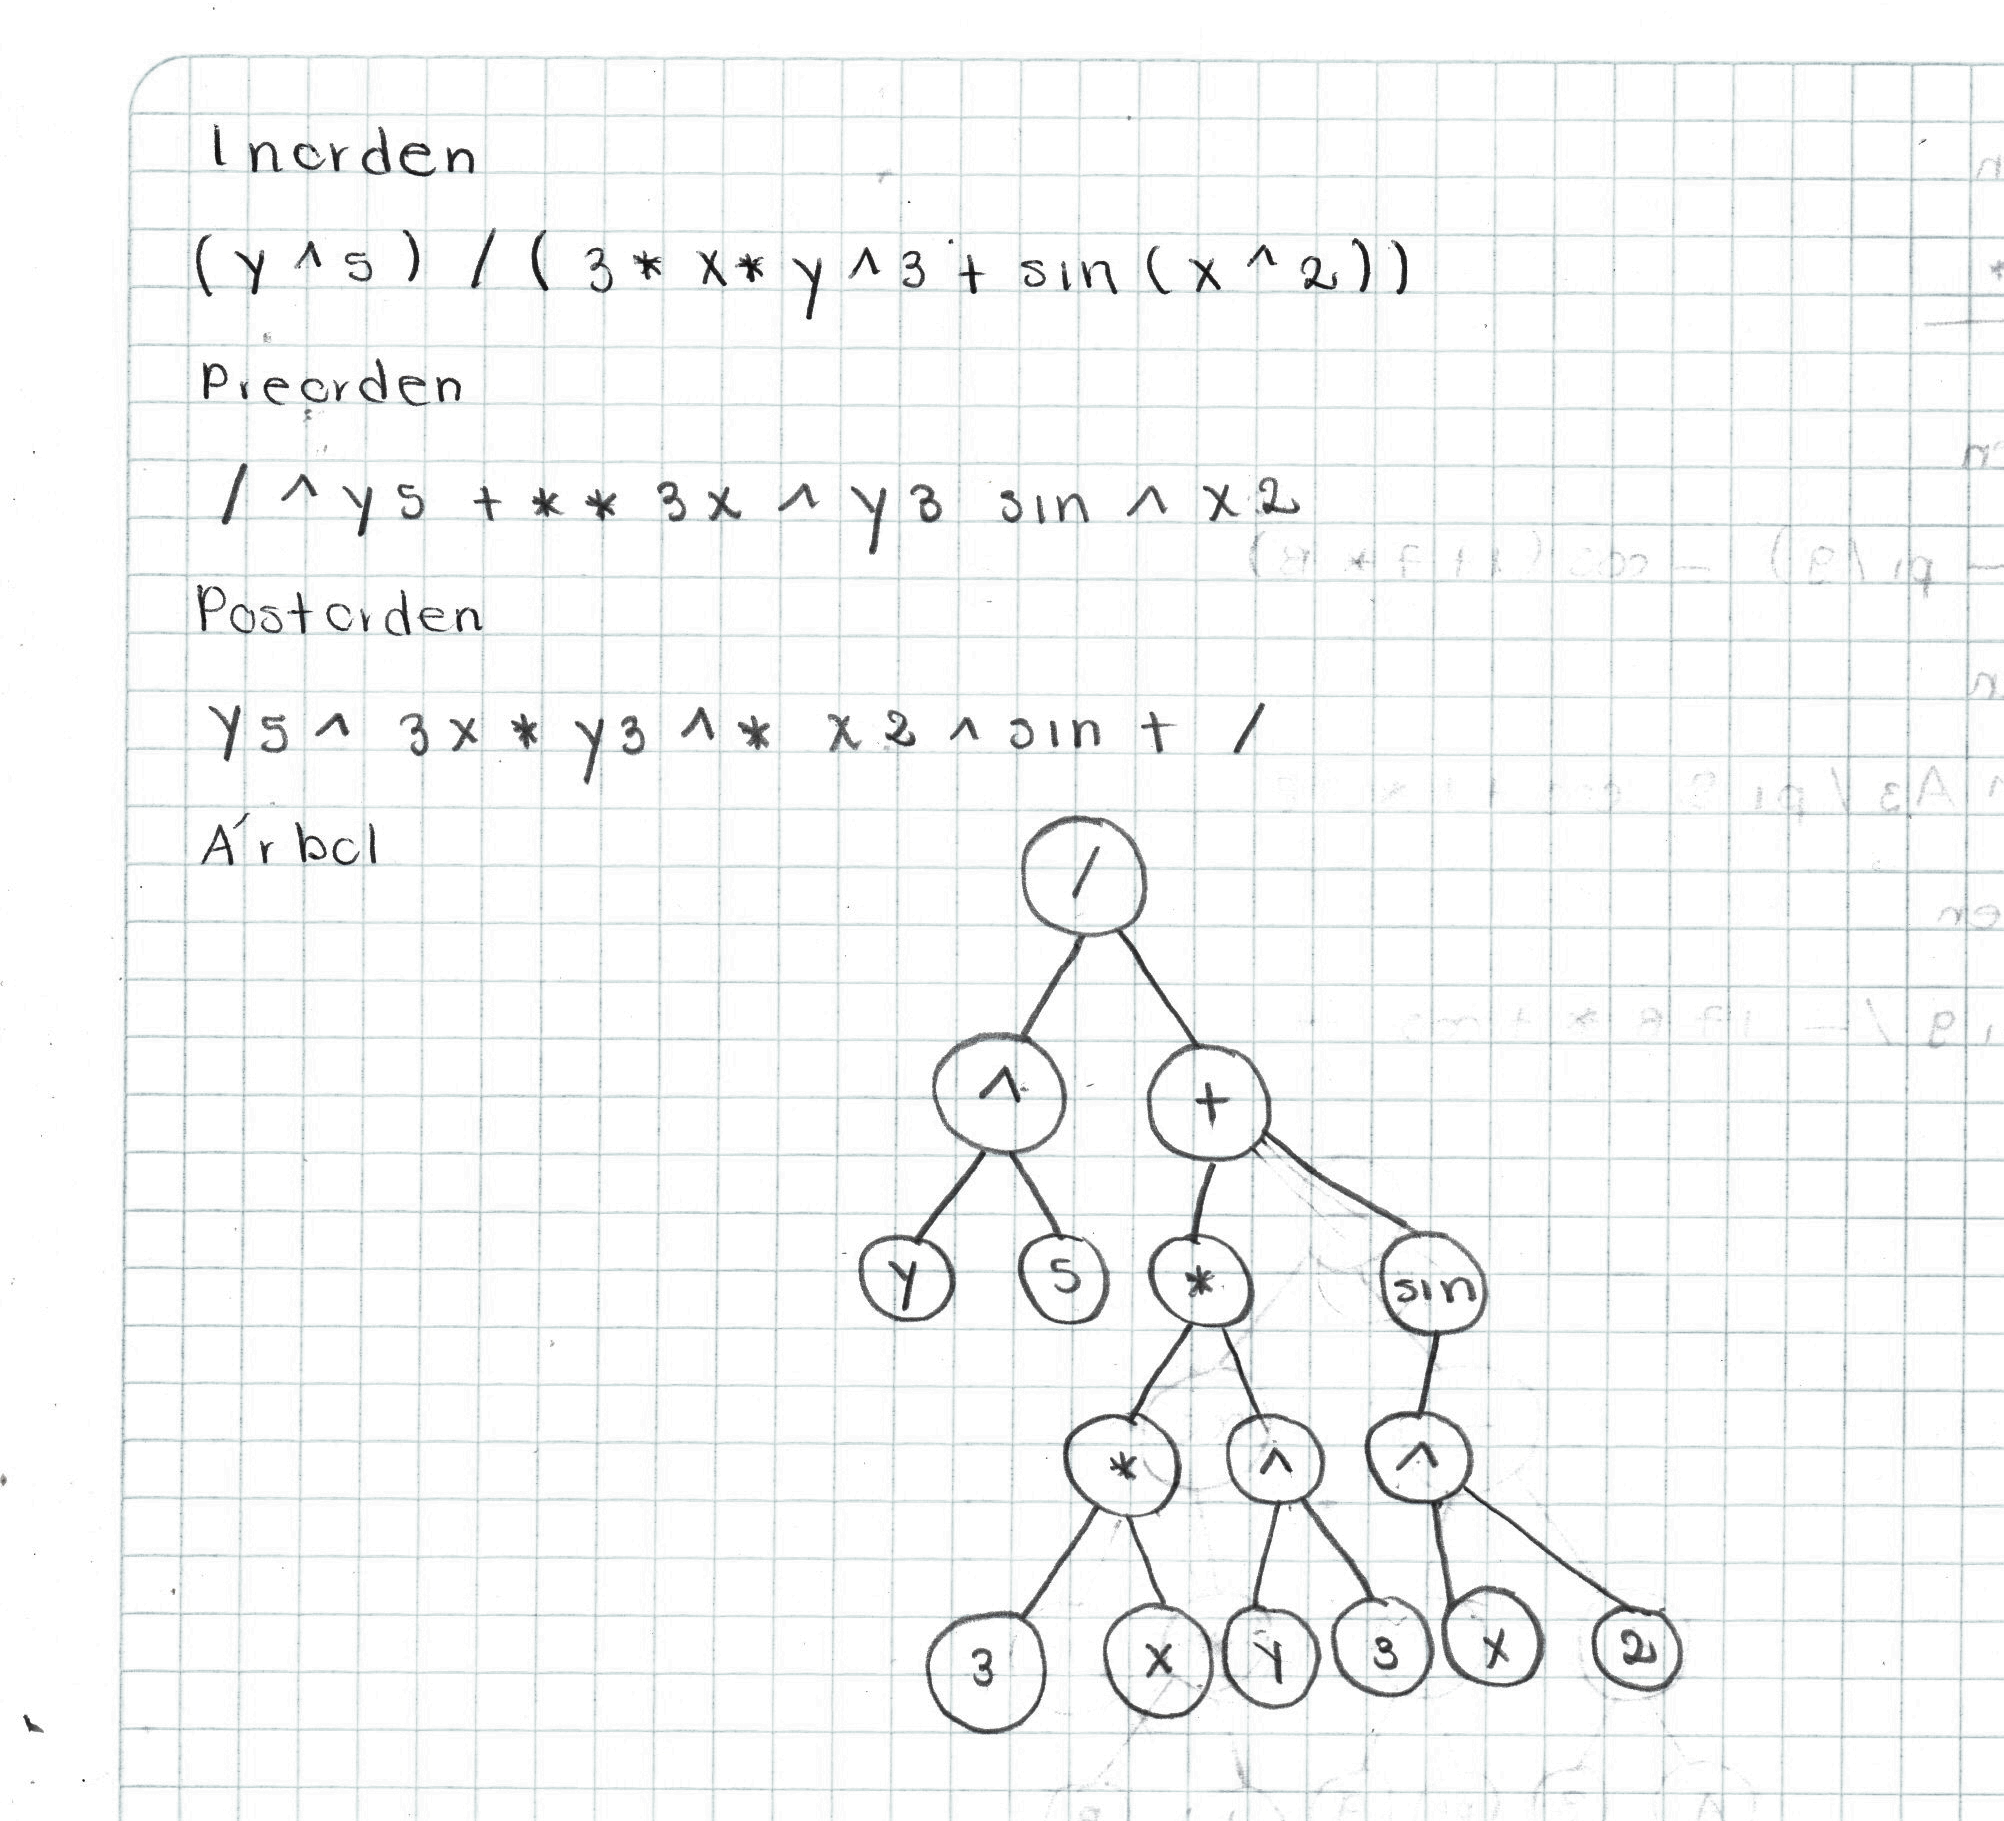 Inorden
(y ^ 5) / ( 3 * x * y ^ 3 + sin ( x ^ 2 ) )
Preorden
/ ^ y 5 + * * 3 x ^ y 3 sin ^ x 2
Postorden
y 5 ^ 3 x * y 3 ^ * x 2 ^ sin + /
Árbol
/
^ +
y 5 * sin
* ^ ^
3 x y 3 x 2